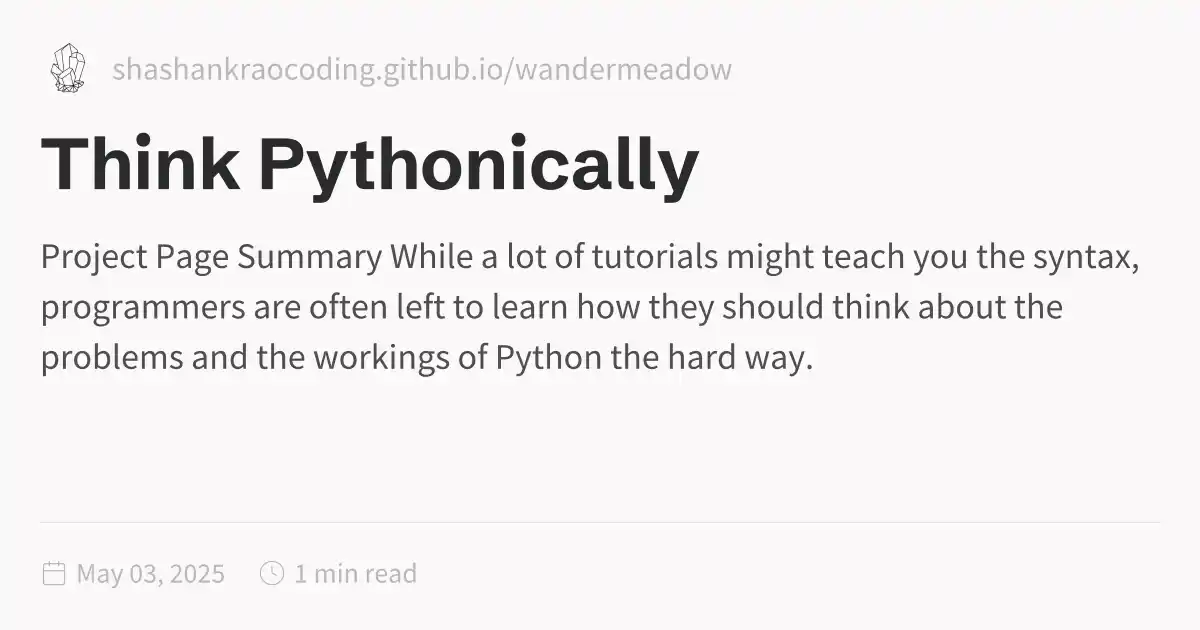 shashankraocoding.github.io/wandermeadow
Think Pythonically
Project Page Summary While a lot of tutorials might teach you the syntax,
programmers are often left to learn how they should think about the
problems and the workings of Python the hard way.
May 03, 2025 1 min read